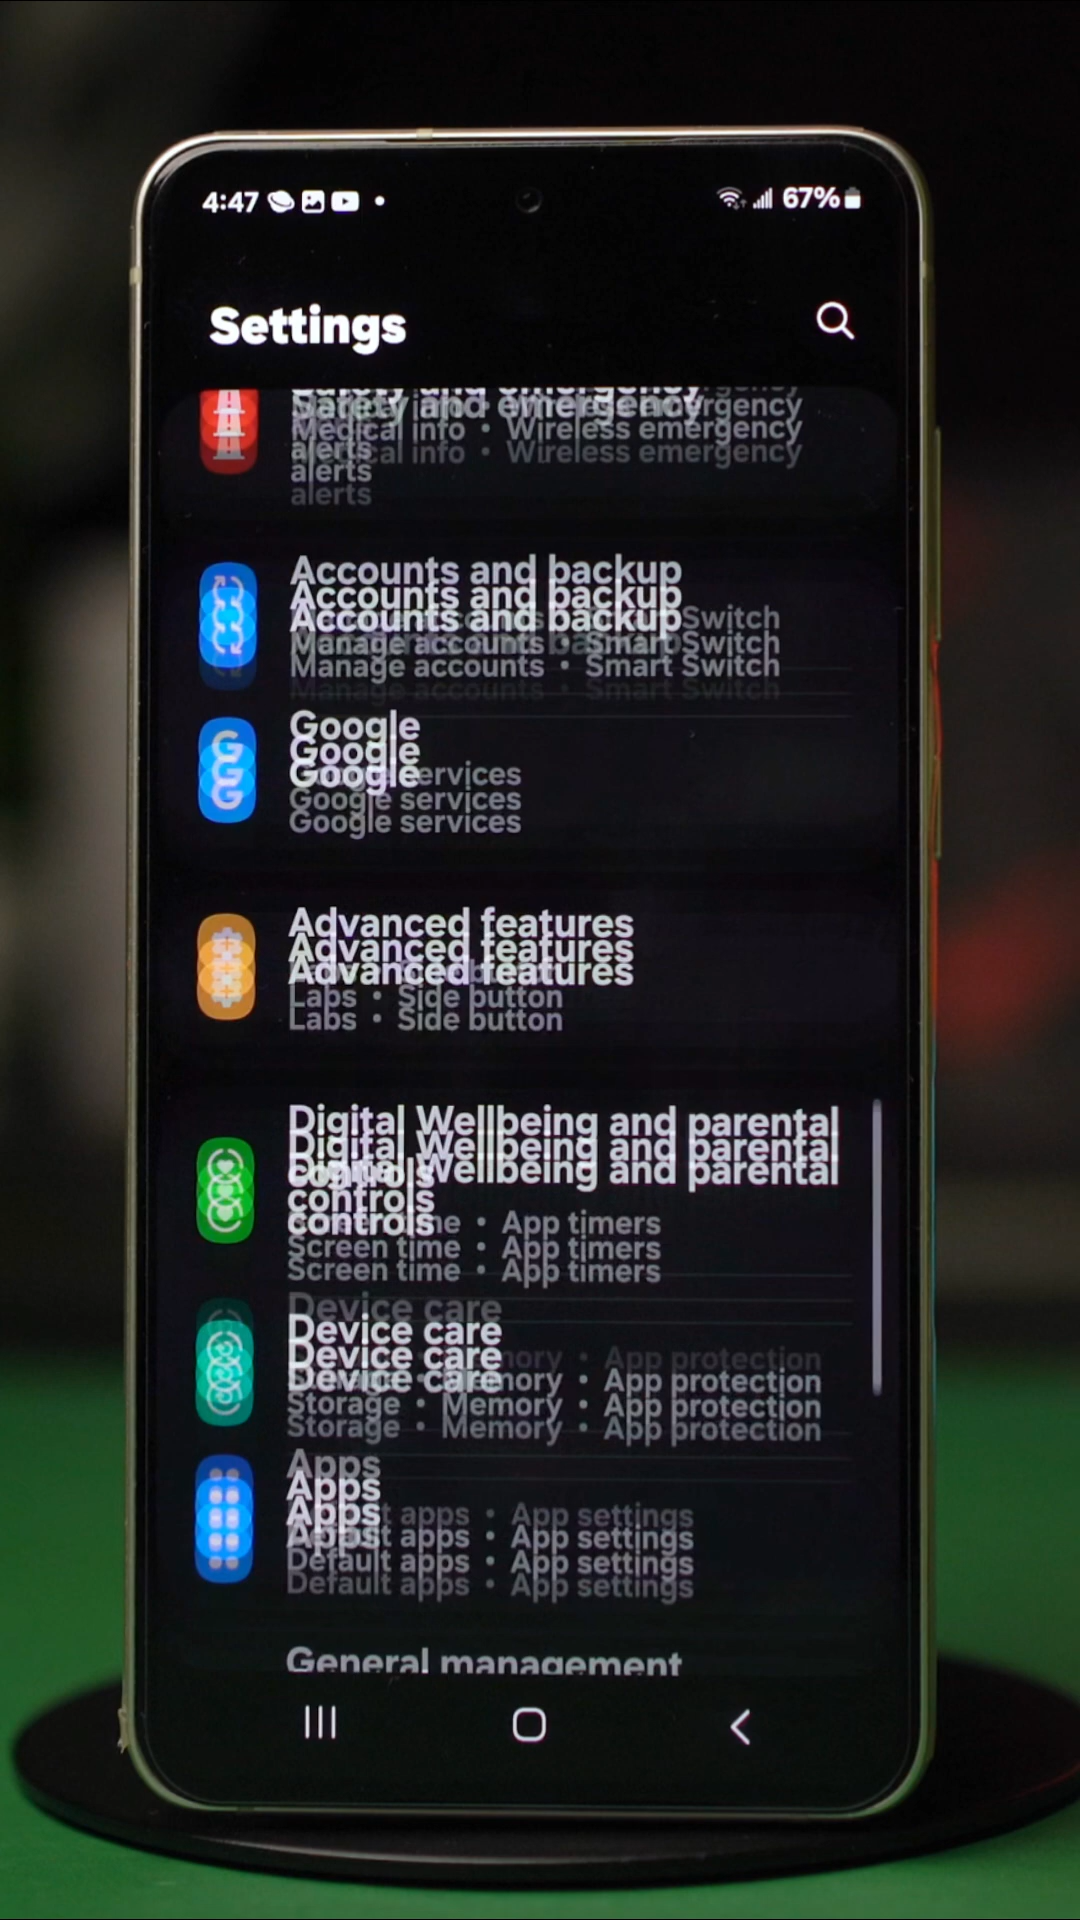 4:47
67%
Settings
Safety and emergency
Medical info • Wireless emergency
alerts
Accounts and backup
Manage accounts • Smart Switch
Google
Google services
Advanced features
Labs • Side button
Digital Wellbeing and parental
controls
Screen time • App timers
Device care
Storage • Memory • App protection
Apps
Default apps • App settings
General management